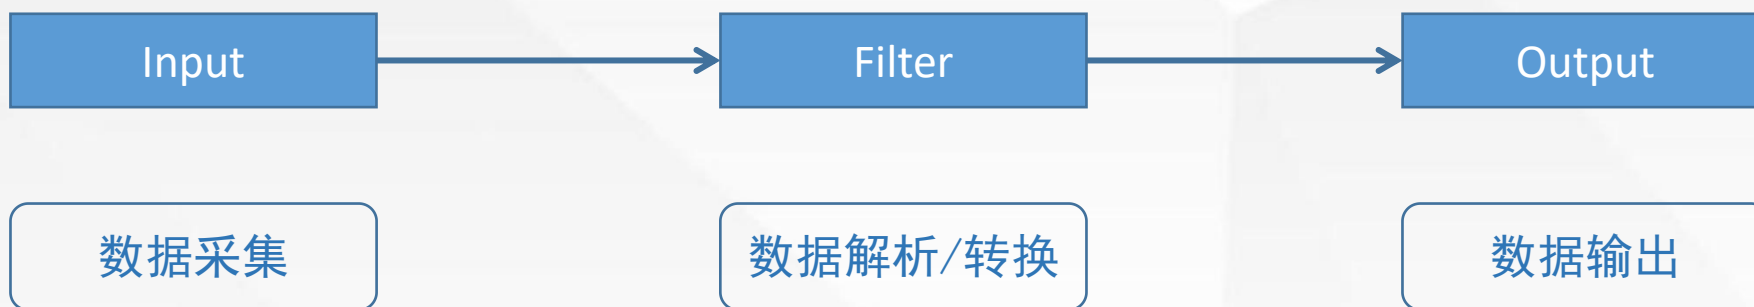 Input
Filter
Output
数据采集
数据解析/转换
数据输出